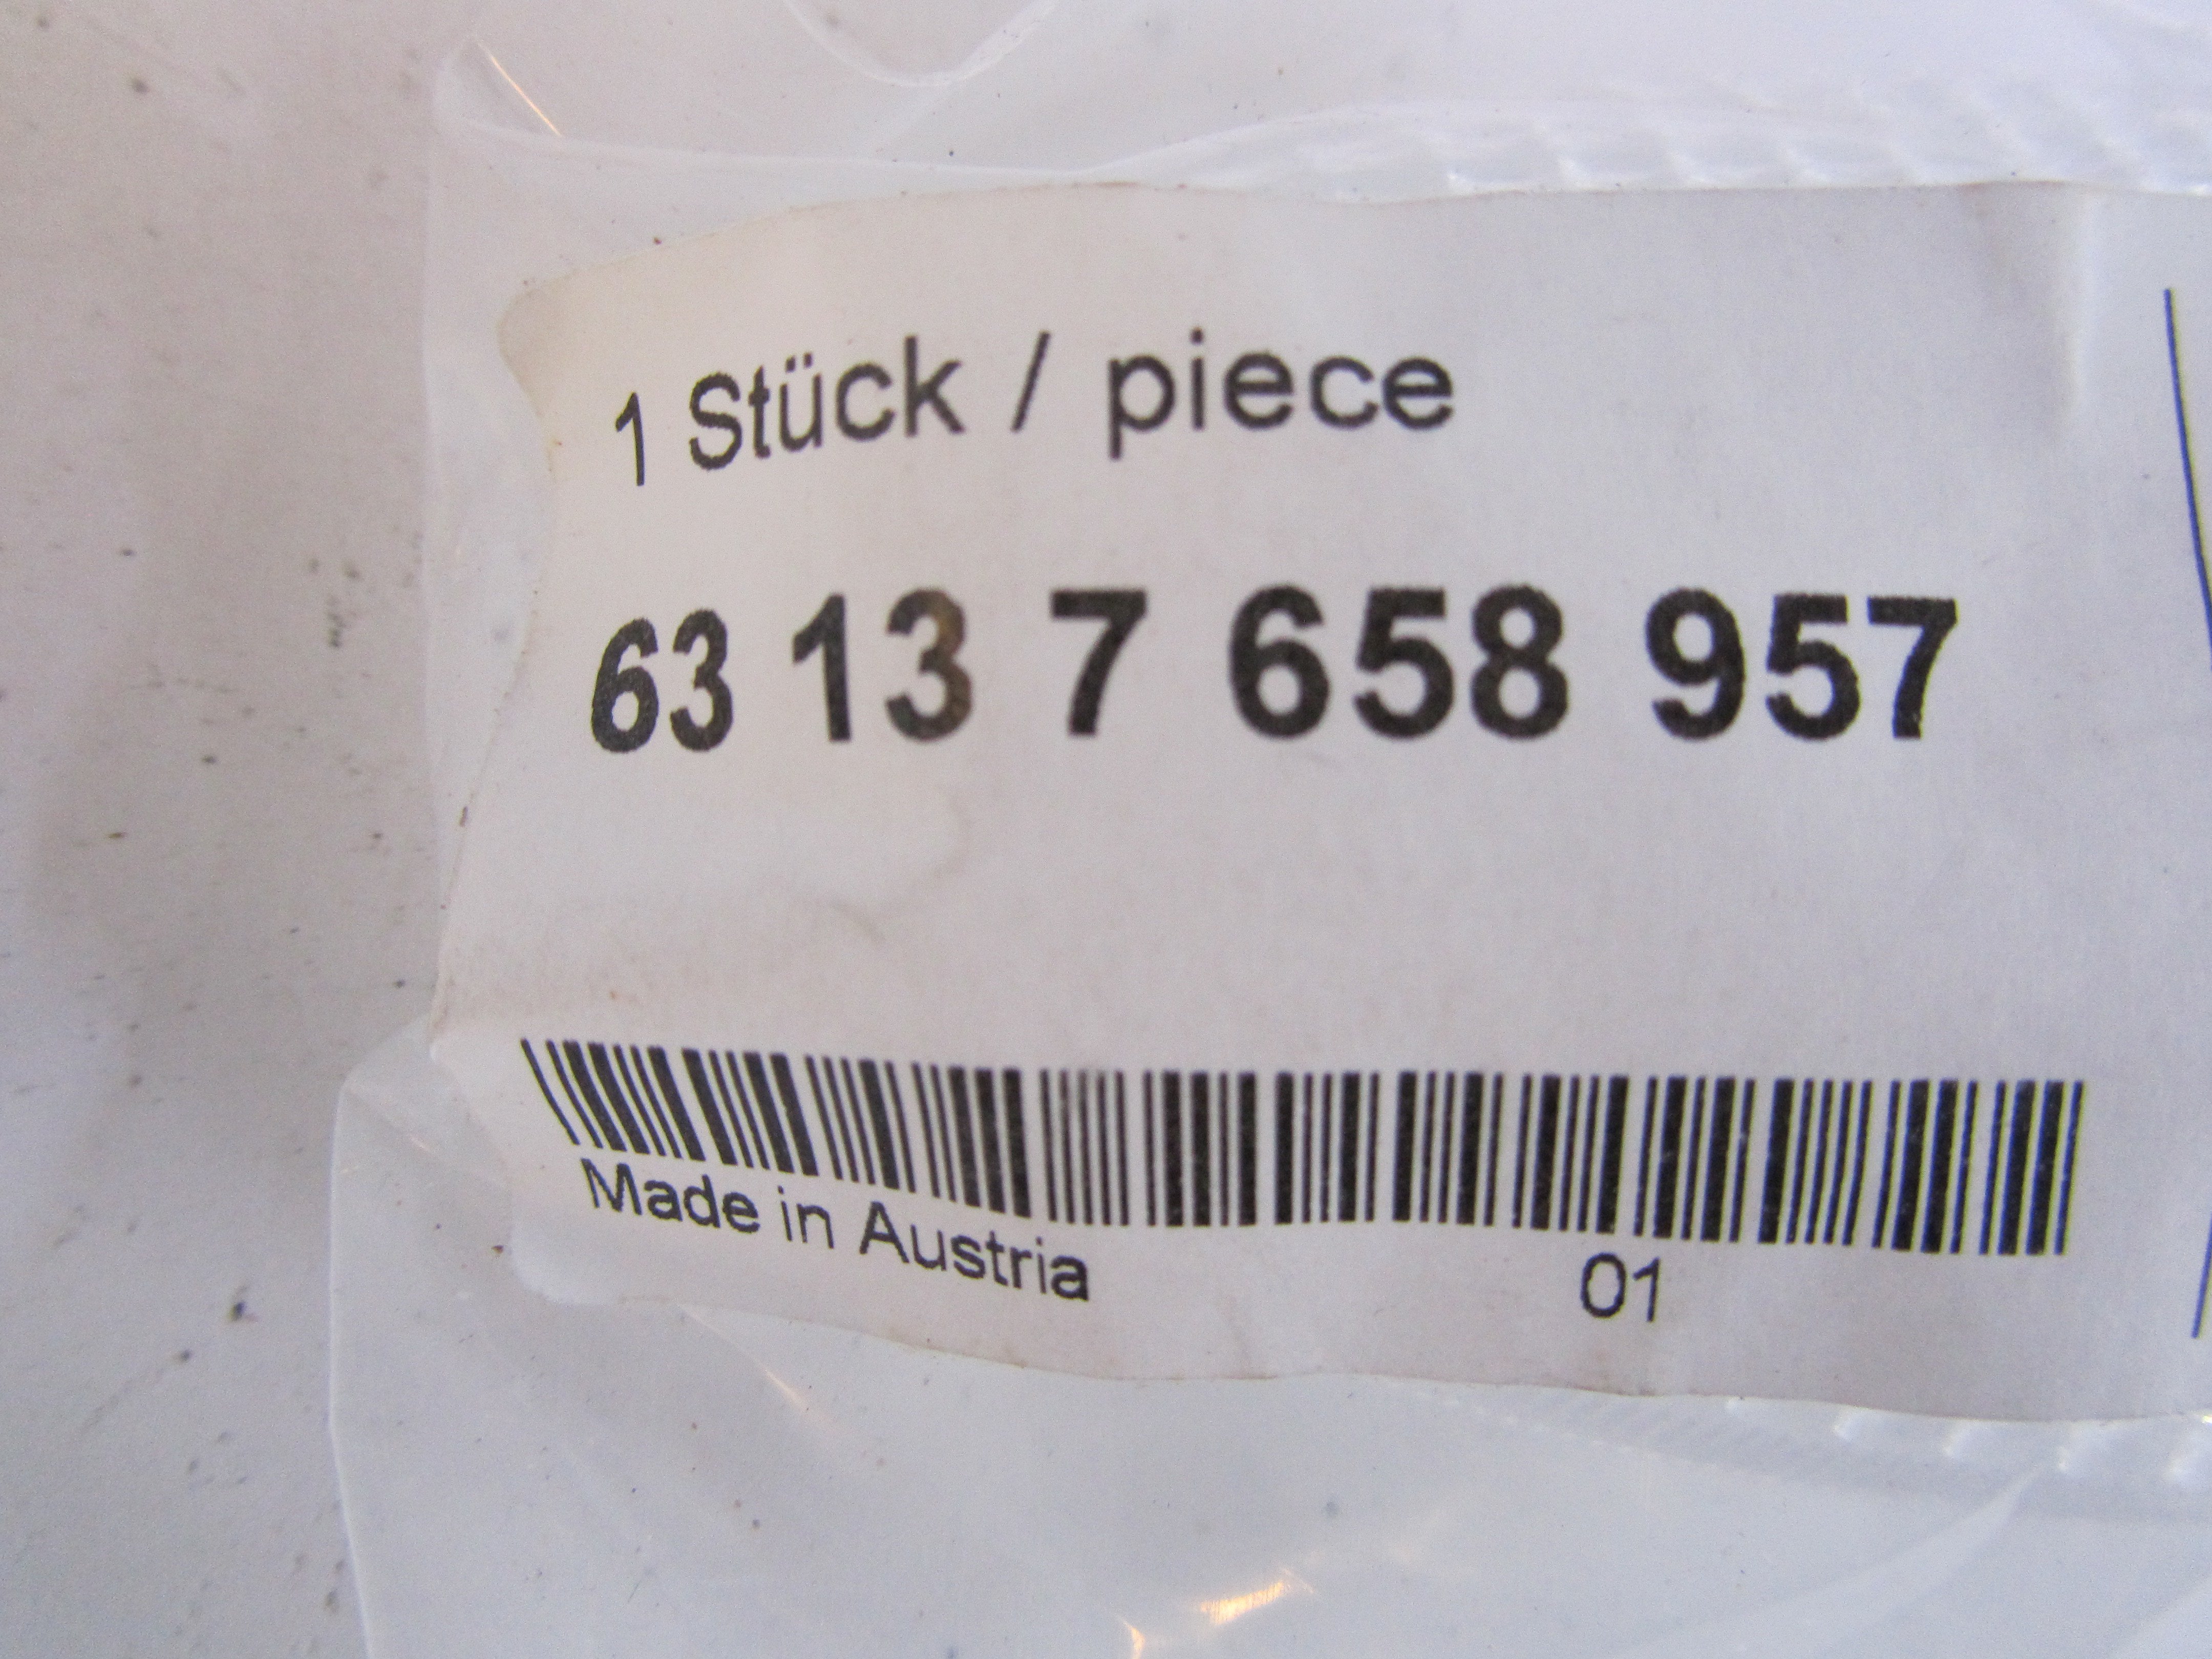 1 Stück / piece
63 13 7 658 957
Made in Austria
01